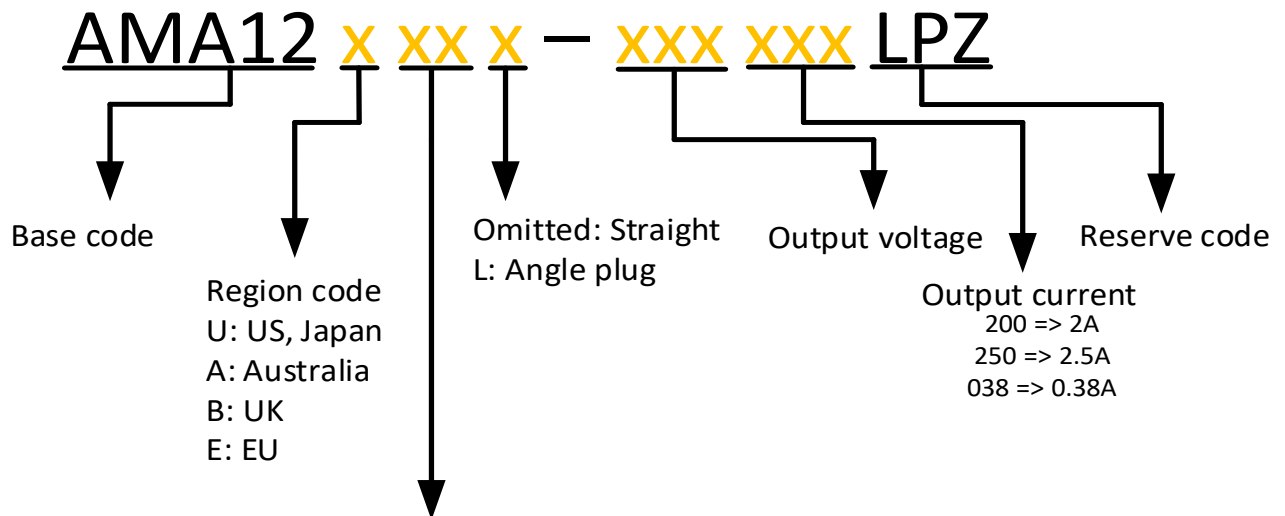 AMA12 x xx x – xxx xxx LPZ
Base code
Region code
U: US, Japan
A: Australia
B: UK
E: EU
Omitted: Straight
L: Angle plug
Output voltage
Output current
200 => 2A
250 => 2.5A
038 => 0.38A
Reserve code